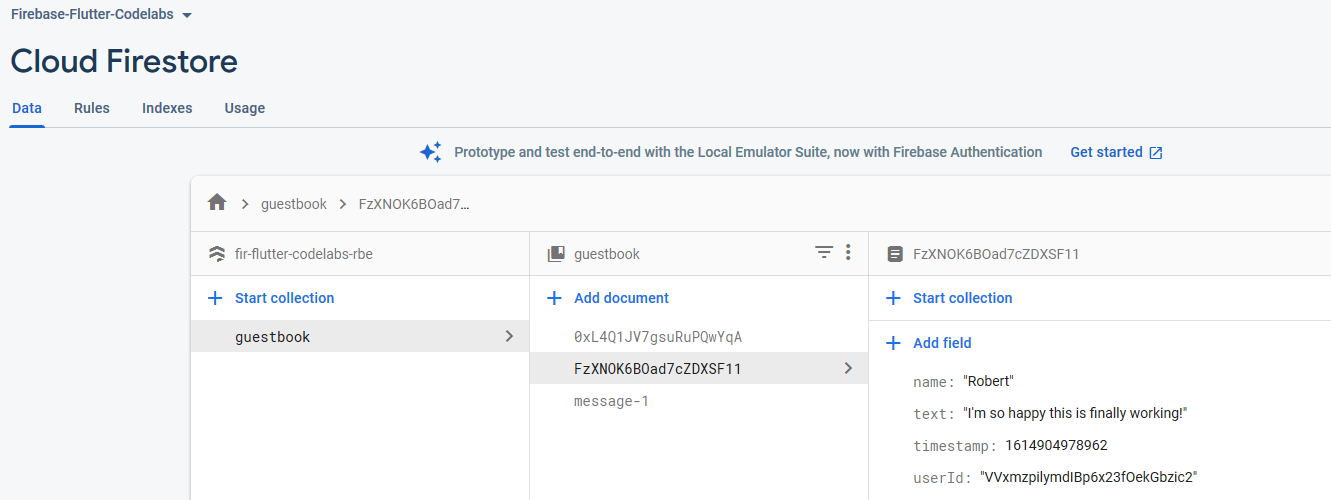 Firebase-Flutter-Codelabs
Cloud Firestore
Data Rules Indexes Usage
Prototype and test end-to-end with the Local Emulator Suite, now with Firebase Authentication Get started
guestbook FzXNOK6BOad7...
fir-flutter-codelabs-rbe
Start collection
guestbook
guestbook
Add document
0xL4Q1JV7gsuRuPQwYqA
FzXNOK6BOad7cZDXSF11
message-1
FzXNOK6BOad7cZDXSF11
Start collection
Add field
name: "Robert"
text: "I'm so happy this is finally working!"
timestamp: 1614904978962
userId: "VVxmzpilymdIBp6x23fOekGbzic2"